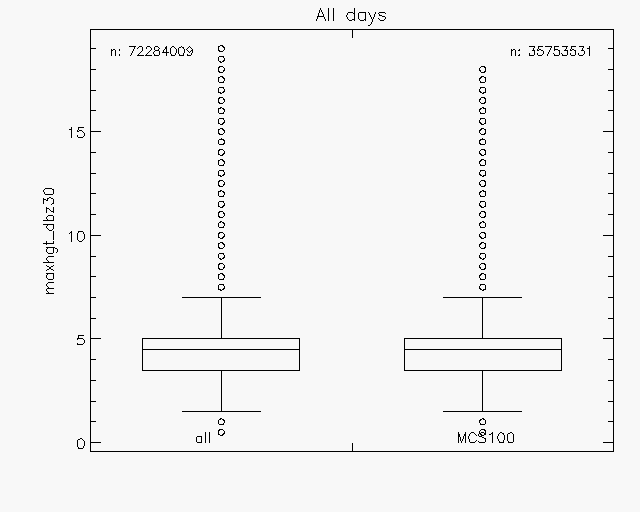 All days
n: 72284009
n: 35753531
15
10
5
0
maxhgt_dbz30
all
MCS100